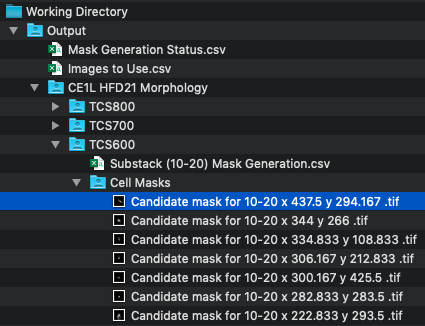 Working Directory
Output
Mask Generation Status.csv
Images to Use.csv
CE1L HFD21 Morphology
TCS800
TCS700
TCS600
Substack (10-20) Mask Generation.csv
Cell Masks
Candidate mask for 10-20 x 437.5 y 294.167 .tif
Candidate mask for 10-20 x 344 y 266 .tif
Candidate mask for 10-20 x 334.833 y 108.833 .tif
Candidate mask for 10-20 x 306.167 y 212.833 .tif
Candidate mask for 10-20 x 300.167 y 425.5 .tif
Candidate mask for 10-20 x 282.833 y 283.5 .tif
Candidate mask for 10-20 x 222.833 y 293.5 .tif